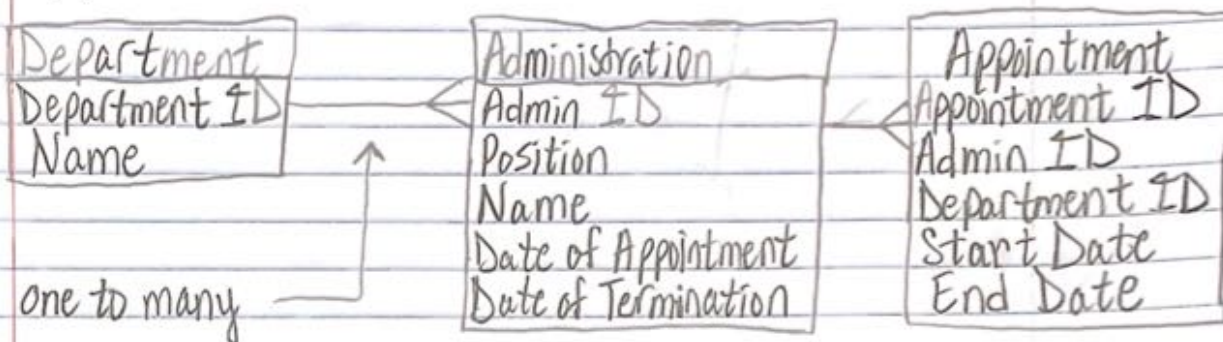 Department
Department ID
Name
one to many
Administration
Admin ID
Position
Name
Date of Appointment
Date of Termination
Appointment
Appointment ID
Admin ID
Department ID
Start Date
End Date